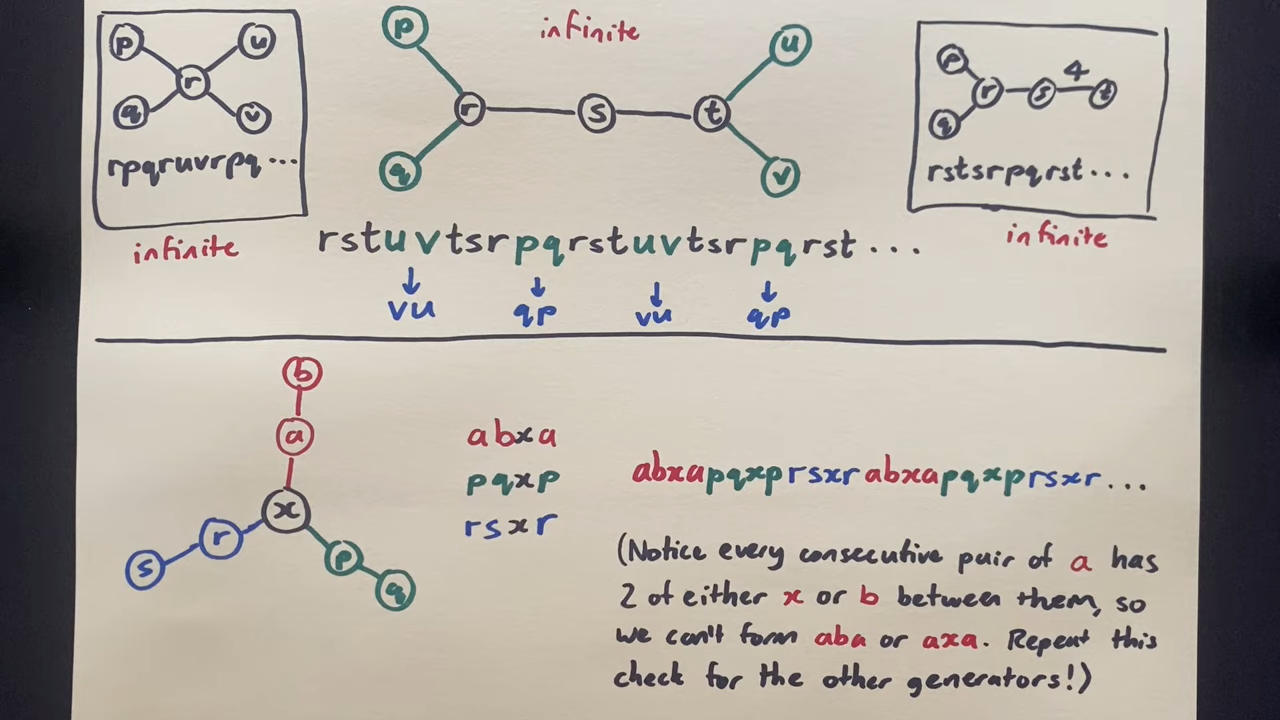 infinite
p
u
r
q
v
rpqruvrpq...
infinite
p
u
r
s
t
q
v
p
4
r
s
t
q
rstsrpqrst...
infinite
rstuvtsrpqrstuvtsrpqrst...
vu
qp
vu
qp
b
a
x
r
s
p
q
abxa
pqxp
rsxr
abxapqxprsxrabxapqxprsxr...
(Notice every consecutive pair of a has
2 of either x or b between them, so
we can't form aba or axa. Repeat this
check for the other generators!)